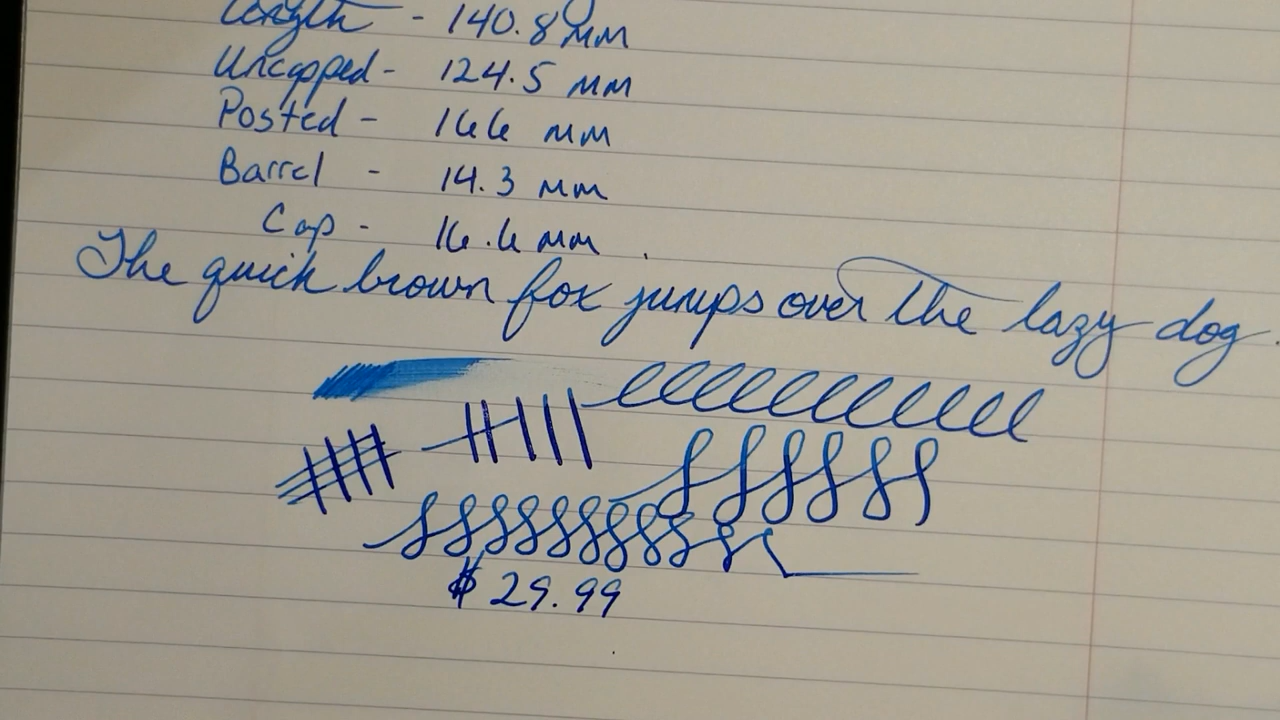 Length - 140.8 mm
Uncapped - 124.5 mm
Posted - 166 mm
Barrel - 14.3 mm
Cap - 16.6 mm
The quick brown fox jumps over the lazy dog.
$29.99